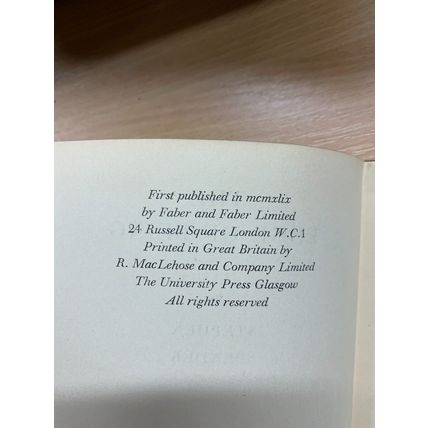 First published in mcmxlix
by Faber and Faber Limited
24 Russell Square London W.C.1
Printed in Great Britain by
R. MacLehose and Company Limited
The University Press Glasgow
All rights reserved